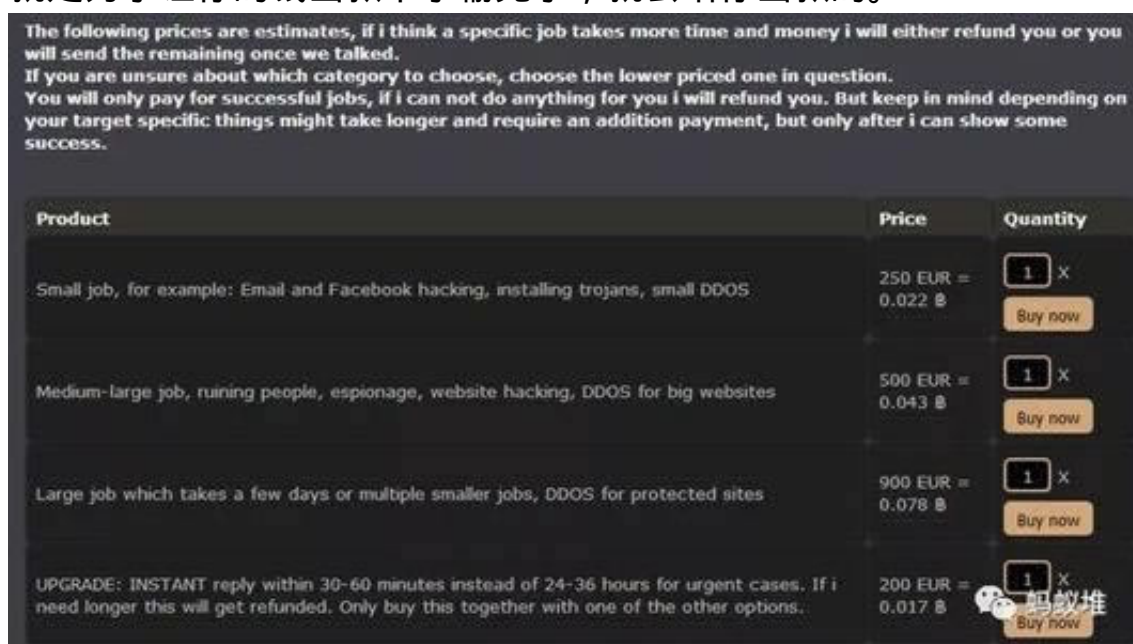 The following prices are estimates, if i think a specific job takes more time and money i will either refund you or you
will send the remaining once we talked.
If you are unsure about which category to choose, choose the lower priced one in question.
You will only pay for successful jobs, if i can not do anything for you i will refund you. But keep in mind depending on
your target specific things might take longer and require an addition payment, but only after i can show some
success.
Product Price Quantity
Small job, for example: Email and Facebook hacking, installing trojans, small DDOS
250 EUR =
0.022 ฿
1 X
Buy now
Medium-large job, ruining people, espionage, website hacking, DDOS for big websites
500 EUR =
0.043 ฿
1 X
Buy now
Large job which takes a few days or multiple smaller jobs, DDOS for protected sites
900 EUR =
0.078 ฿
1 X
Buy now
UPGRADE: INSTANT reply within 30-60 minutes instead of 24-36 hours for urgent cases. If i
need longer this will get refunded. Only buy this together with one of the other options.
200 EUR =
0.017 ฿
1 X
Buy now
蚂蚁堆